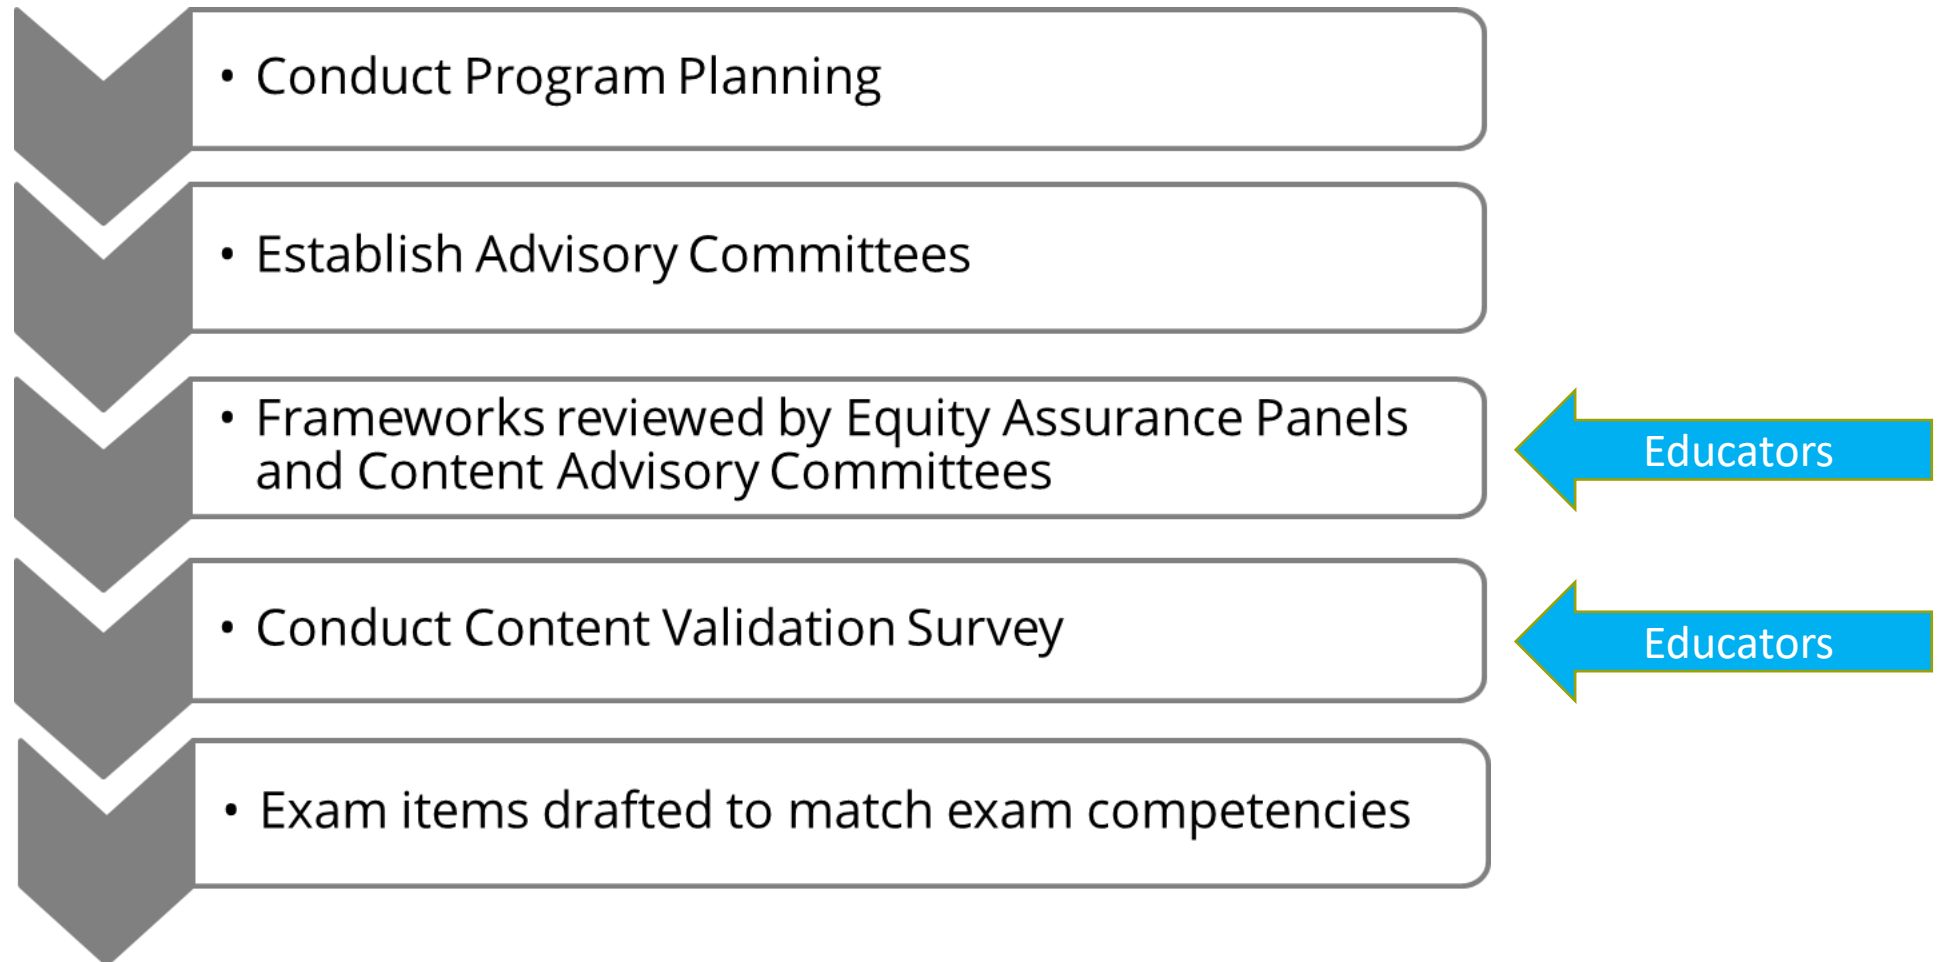 • Conduct Program Planning
• Establish Advisory Committees
• Frameworks reviewed by Equity Assurance Panels
and Content Advisory Committees
Educators
• Conduct Content Validation Survey
Educators
• Exam items drafted to match exam competencies